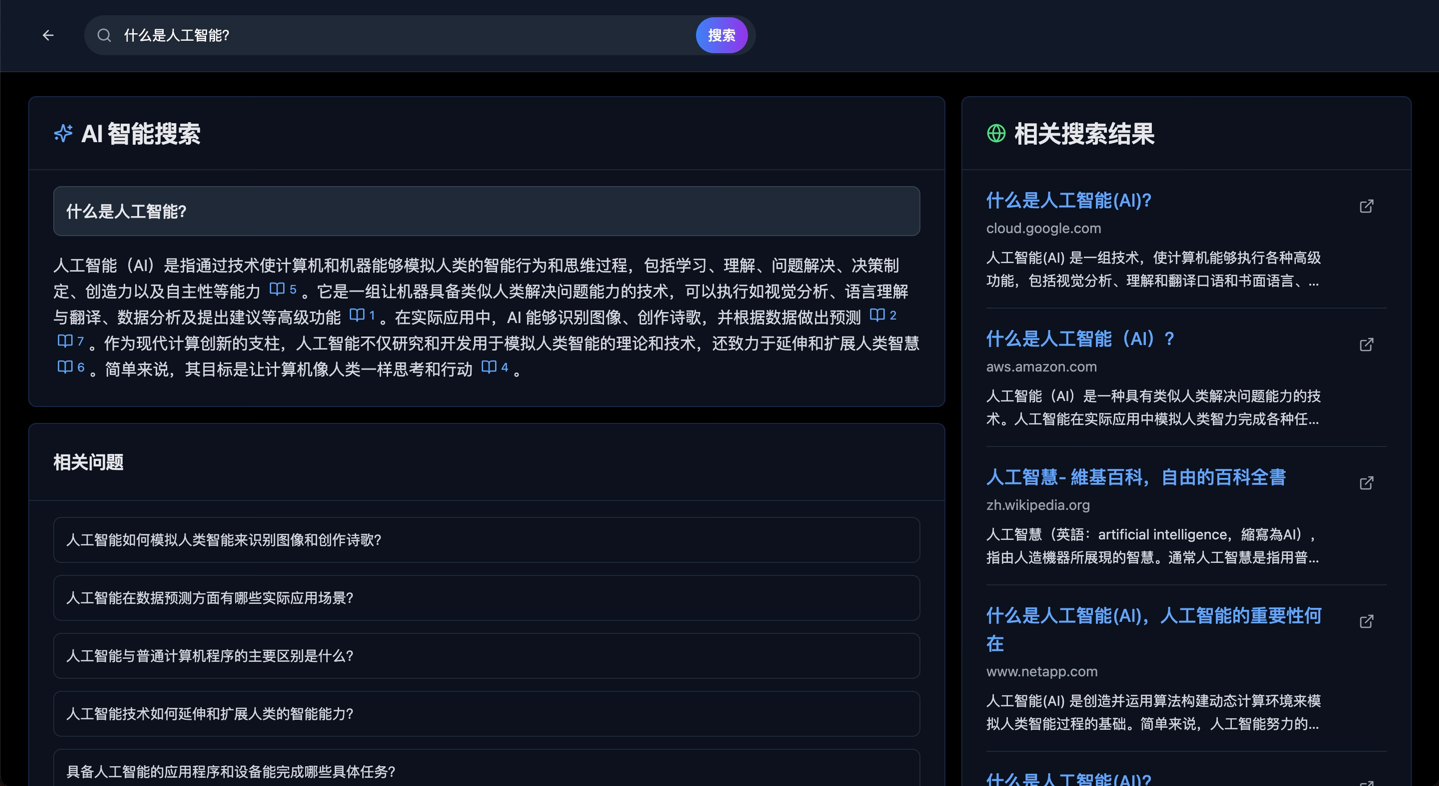 什么是人工智能?
搜索
AI 智能搜索
什么是人工智能?
人工智能（AI）是指通过技术使计算机和机器能够模拟人类的智能行为和思维过程，包括学习、理解、问题解决、决策制
定、创造力以及自主性等能力 5 。它是一组让机器具备类似人类解决问题能力的技术，可以执行如视觉分析、语言理解
与翻译、数据分析及提出建议等高级功能 1 。在实际应用中，AI 能够识别图像、创作诗歌，并根据数据做出预测 2
7 。作为现代计算创新的支柱，人工智能不仅研究和开发用于模拟人类智能的理论和技术，还致力于延伸和扩展人类智慧
6 。简单来说，其目标是让计算机像人类一样思考和行动 4 。
相关问题
人工智能如何模拟人类智能来识别图像和创作诗歌?
人工智能在数据预测方面有哪些实际应用场景?
人工智能与普通计算机程序的主要区别是什么?
人工智能技术如何延伸和扩展人类的智能能力?
具备人工智能的应用程序和设备能完成哪些具体任务?
相关搜索结果
什么是人工智能(AI)?
cloud.google.com
人工智能(AI) 是一组技术，使计算机能够执行各种高级
功能，包括视觉分析、理解和翻译口语和书面语言、...
什么是人工智能（AI）?
aws.amazon.com
人工智能（AI）是一种具有类似人类解决问题能力的技
术。人工智能在实际应用中模拟人类智力完成各种任...
人工智慧- 維基百科，自由的百科全書
zh.wikipedia.org
人工智慧（英語：artificial intelligence，縮寫為AI），
指由人造機器所展現的智慧。通常人工智慧是指用普...
什么是人工智能(AI)，人工智能的重要性何
在
www.netapp.com
人工智能(AI) 是创造并运用算法构建动态计算环境来模
拟人类智能过程的基础。简单来说，人工智能努力的...
什么是人工智能(AI)?